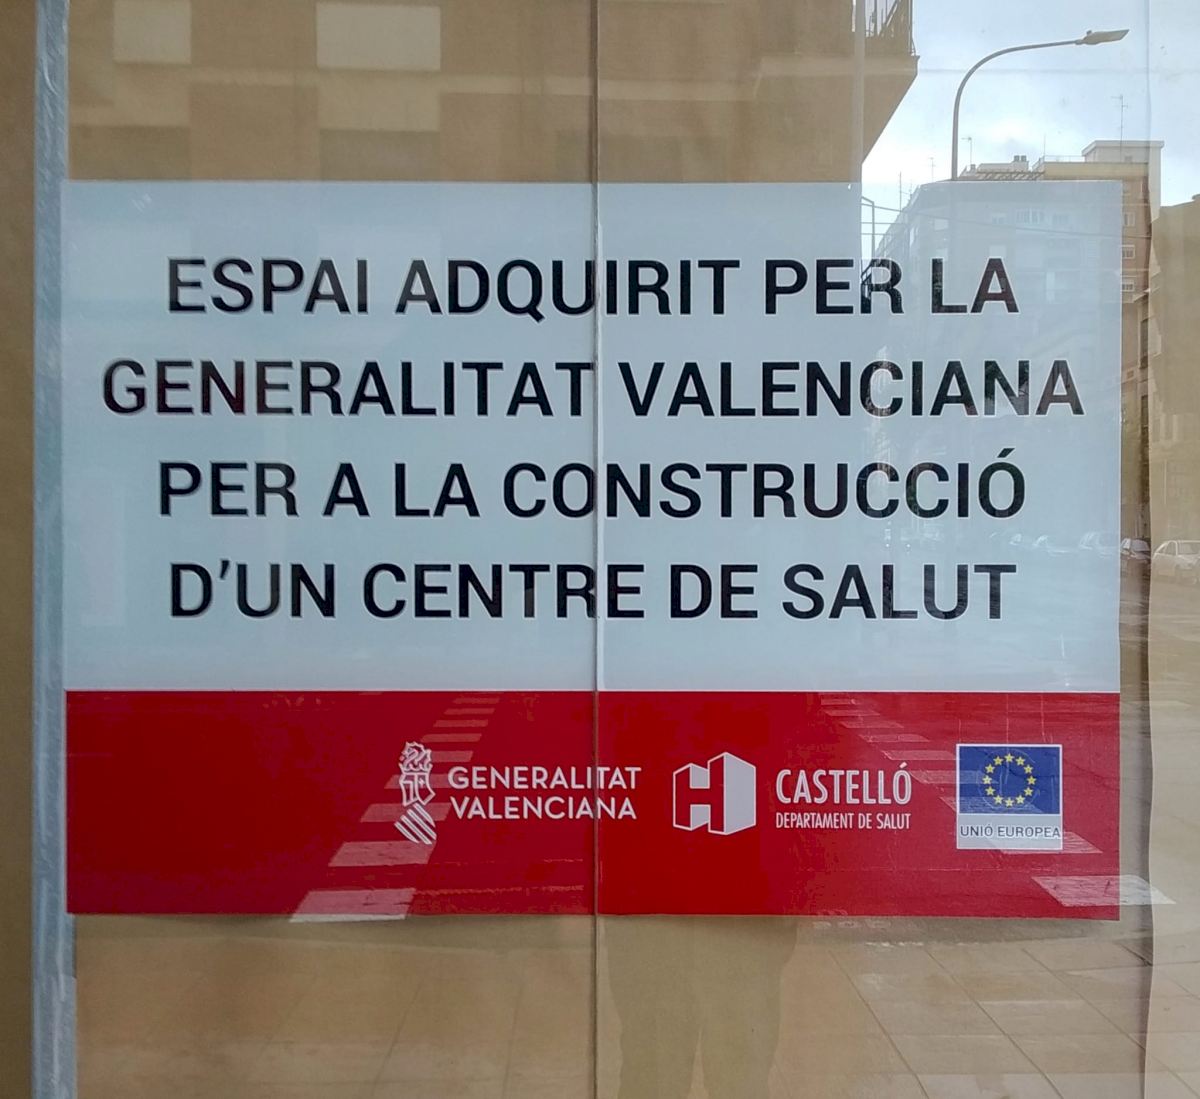 ESPAI ADQUIRIT PER LA
GENERALITAT VALENCIANA
PER A LA CONSTRUCCIÓ
D'UN CENTRE DE SALUT
GENERALITAT
VALENCIANA
CASTELLÓ
DEPARTAMENT DE SALUT
UNIÓ EUROPEA